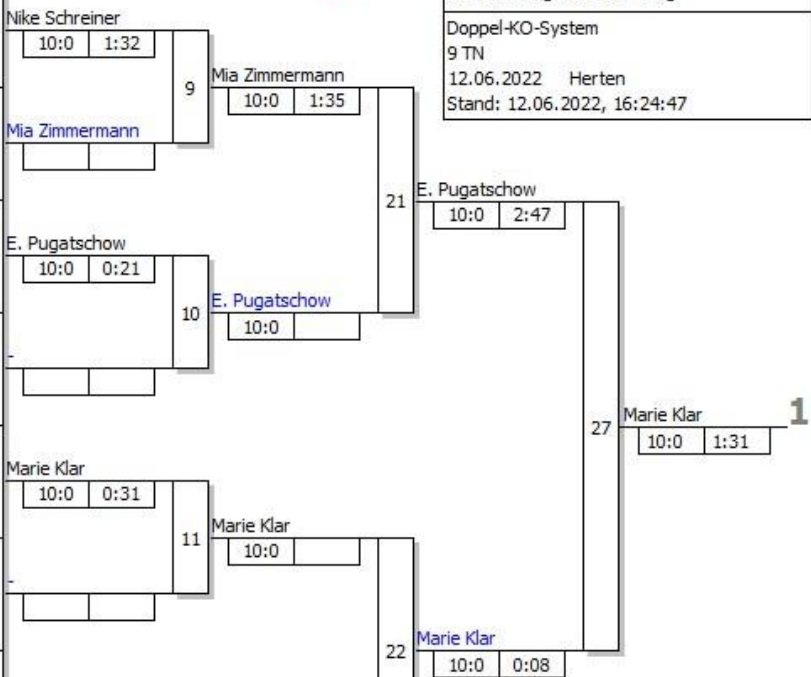 Doppel-KO-System
9 TN
12.06.2022 Herten
Stand: 12.06.2022, 16:24:47
Nike Schreiner
10:0 1:32
9
Mia Zimmermann
Mia Zimmermann
10:0 1:35
21
E. Pugatschow
10:0 2:47
E. Pugatschow
10:0 0:21
10
-
E. Pugatschow
10:0
27
Marie Klar
10:0 1:31
1
Marie Klar
10:0 0:31
11
-
Marie Klar
10:0
22
Marie Klar
10:0 0:08